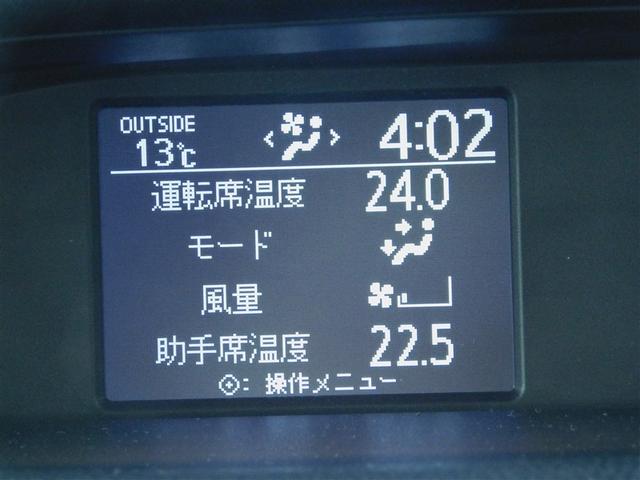 OUTSIDE
13℃ < > 4:02
運転席温度 24.0
モード
風量
助手席温度 22.5
: 操作メニュー